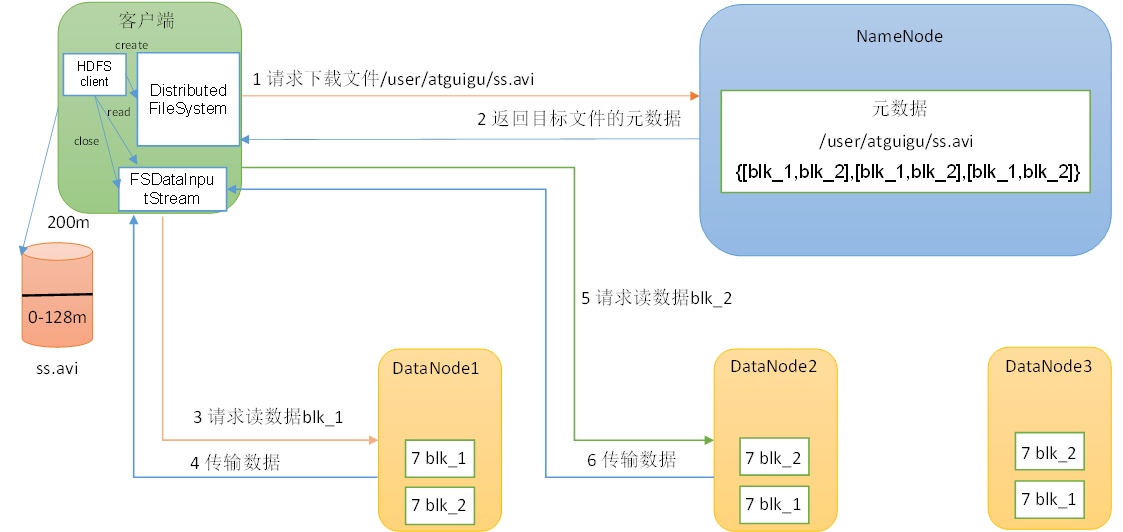 客户端
create
HDFS
client
Distributed
FileSystem
read
close
FSDataInpu
tStream
1 请求下载文件/user/atguigu/ss.avi
2 返回目标文件的元数据
NameNode
元数据
/user/atguigu/ss.avi
{[blk_1,blk_2],[blk_1,blk_2],[blk_1,blk_2]}
200m
0-128m
ss.avi
5 请求读数据blk_2
3 请求读数据blk_1
4 传输数据
6 传输数据
DataNode1
7 blk_1
7 blk_2
DataNode2
7 blk_2
7 blk_1
DataNode3
7 blk_2
7 blk_1